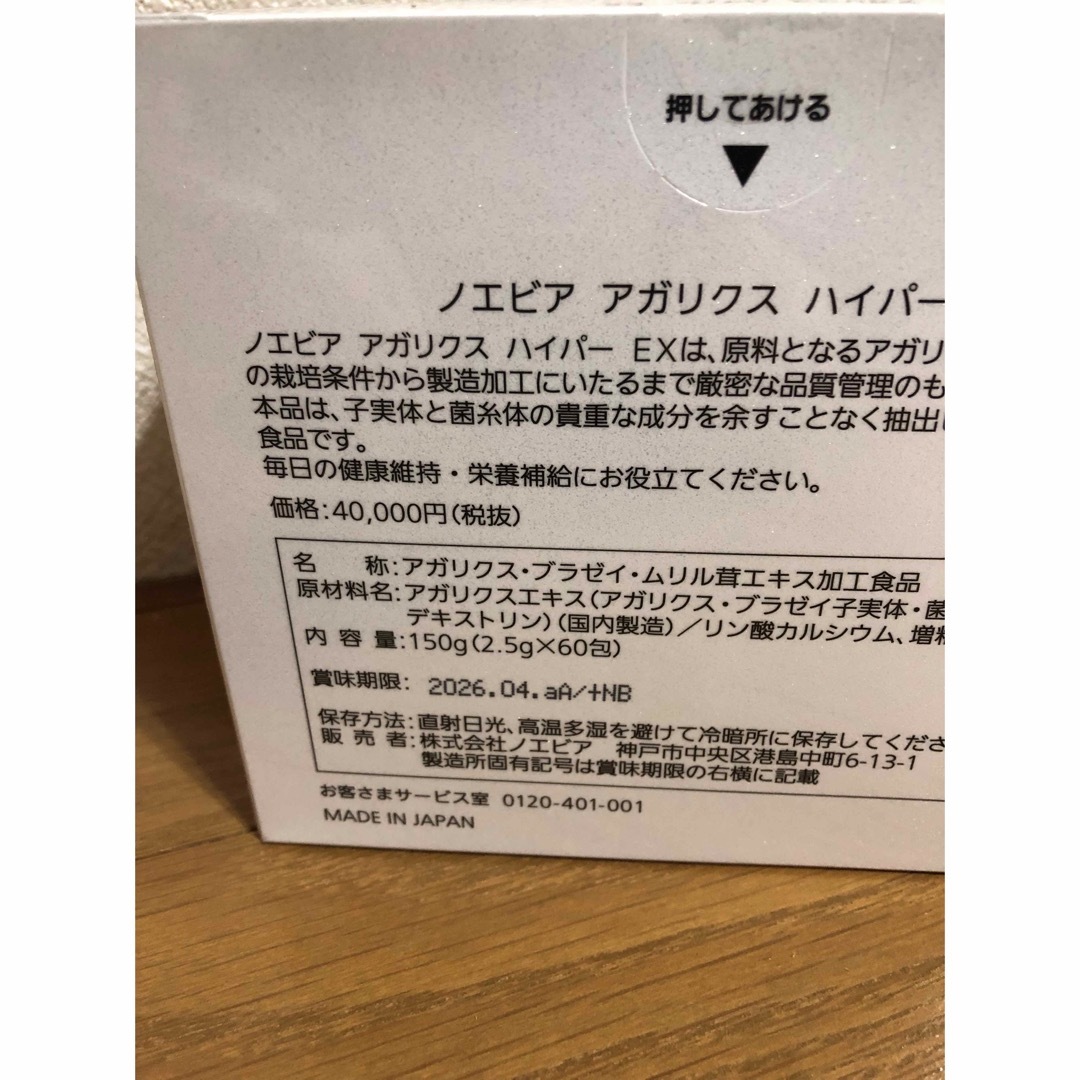 押してあける
▼
ノエビア アガリクス ハイパー
ノエビア アガリクス ハイパー EXは、原料となるアガリ
の栽培条件から製造加工にいたるまで厳密な品質管理のも
本品は、子実体と菌糸体の貴重な成分を余すことなく抽出し
食品です。
毎日の健康維持・栄養補給にお役立てください。
価格:40,000円(税抜)
名 称:アガリクス・ブラゼイ・ムリル茸エキス加工食品
原材料名:アガリクスエキス(アガリクス・ブラゼイ子実体・菌
デキストリン)(国内製造)/リン酸カルシウム、増粘
内 容 量:150g(2.5g×60包)
賞味期限: 2026.04.aA/+NB
保存方法:直射日光、高温多湿を避けて冷暗所に保存してくださ
販 売 者:株式会社ノエビア 神戸市中央区港島中町6-13-1
製造所固有記号は賞味期限の右横に記載
お客さまサービス室 0120-401-001
MADE IN JAPAN